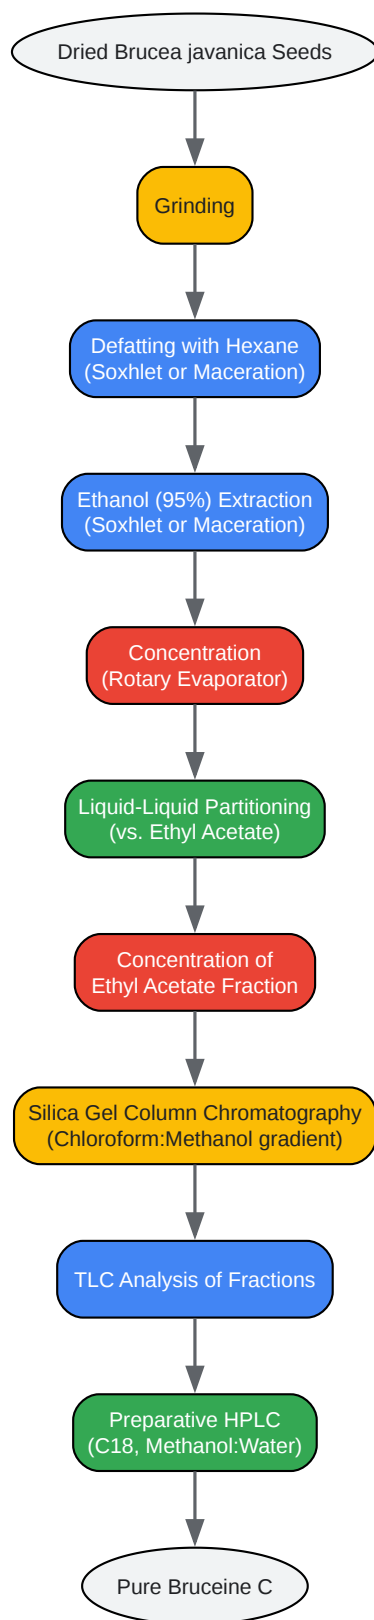 Dried Brucea javanica Seeds
Grinding
Defatting with Hexane
(Soxhlet or Maceration)
Ethanol (95%) Extraction
(Soxhlet or Maceration)
Concentration
(Rotary Evaporator)
Liquid-Liquid Partitioning
(vs. Ethyl Acetate)
Concentration of
Ethyl Acetate Fraction
Silica Gel Column Chromatography
(Chloroform:Methanol gradient)
TLC Analysis of Fractions
Preparative HPLC
(C18, Methanol:Water)
Pure Bruceine C